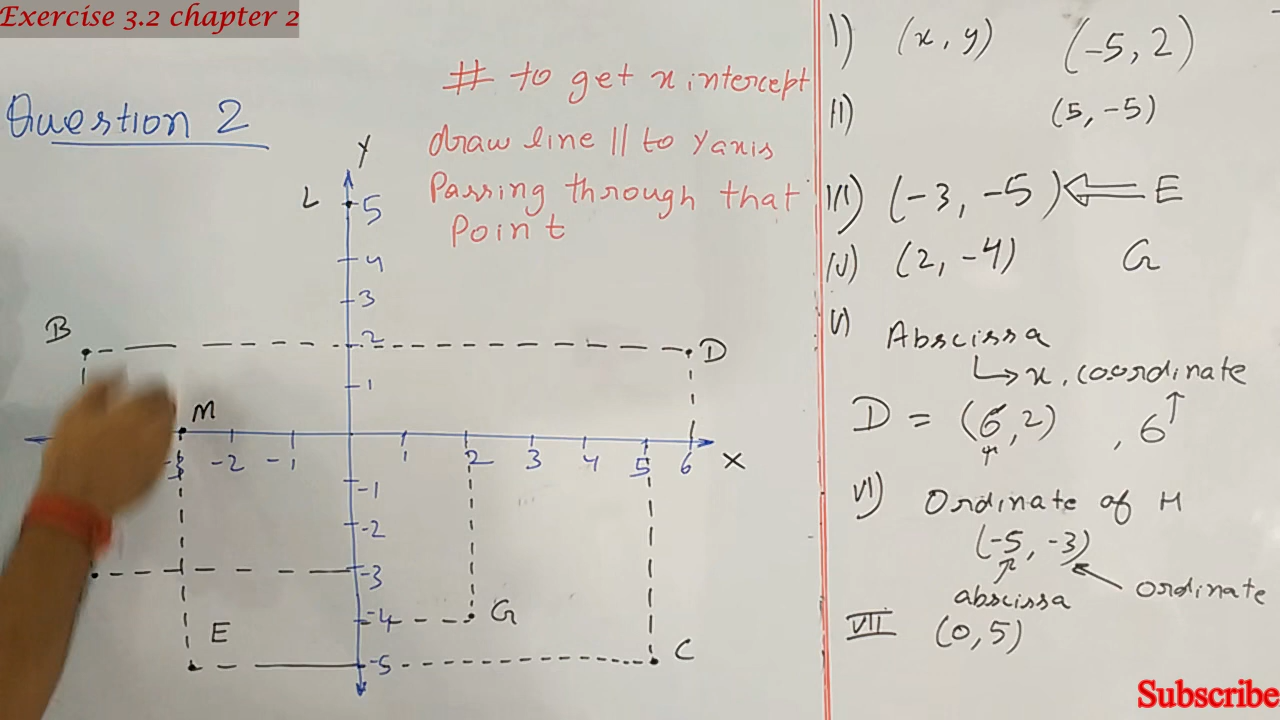 Exercise 3.2 chapter 2
Question 2
# to get x intercept
draw line || to Y axis
Passing through that
Point
Y
L
5
4
3
2
1
B
D
M
-3 -2 -1 1 2 3 4 5 6
X
-1
-2
-3
-4
-5
G
E
C
I) (x, y) (-5, 2)
II) (5, -5)
III) (-3, -5) ⇐ E
IV) (2, -4) G
V) Abscissa
↳ x. coordinate
D = (6, 2) , 6
VI) Ordinate of H
(-5, -3)
abscissa ordinate
VII (0, 5)
Subscribe